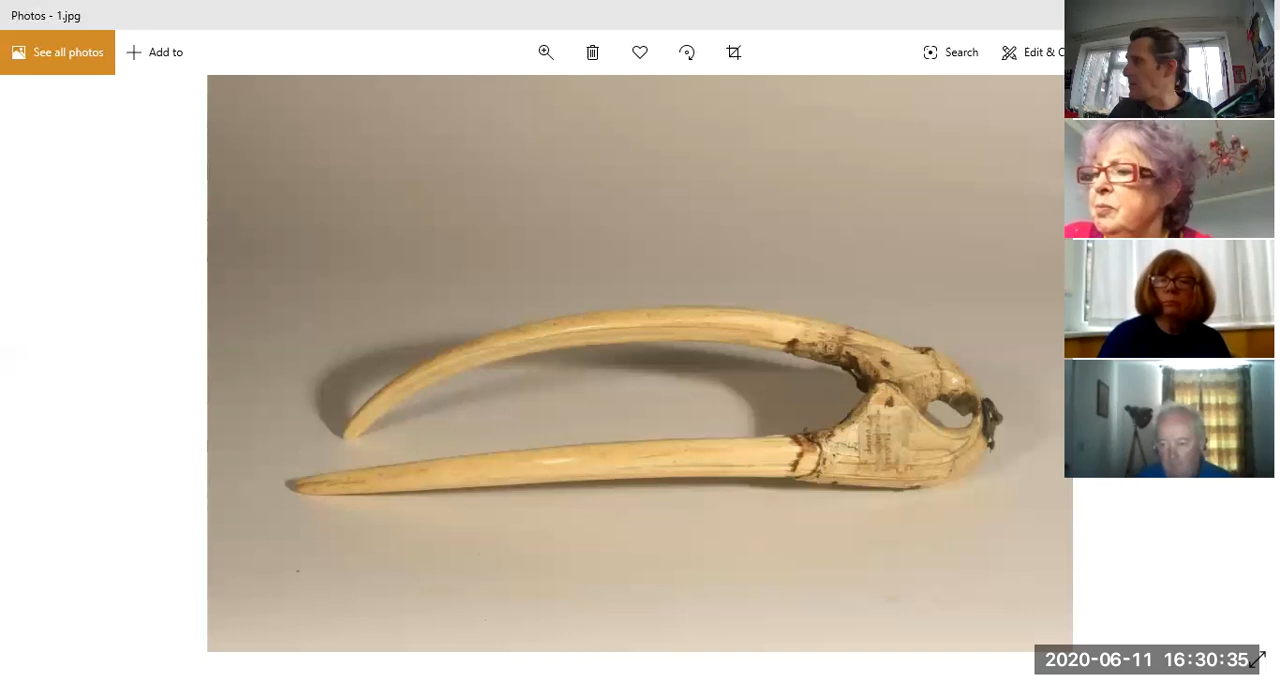 Photos - 1.jpg
See all photos
Add to
Search
Edit & C
2020-06-11 16:30:35